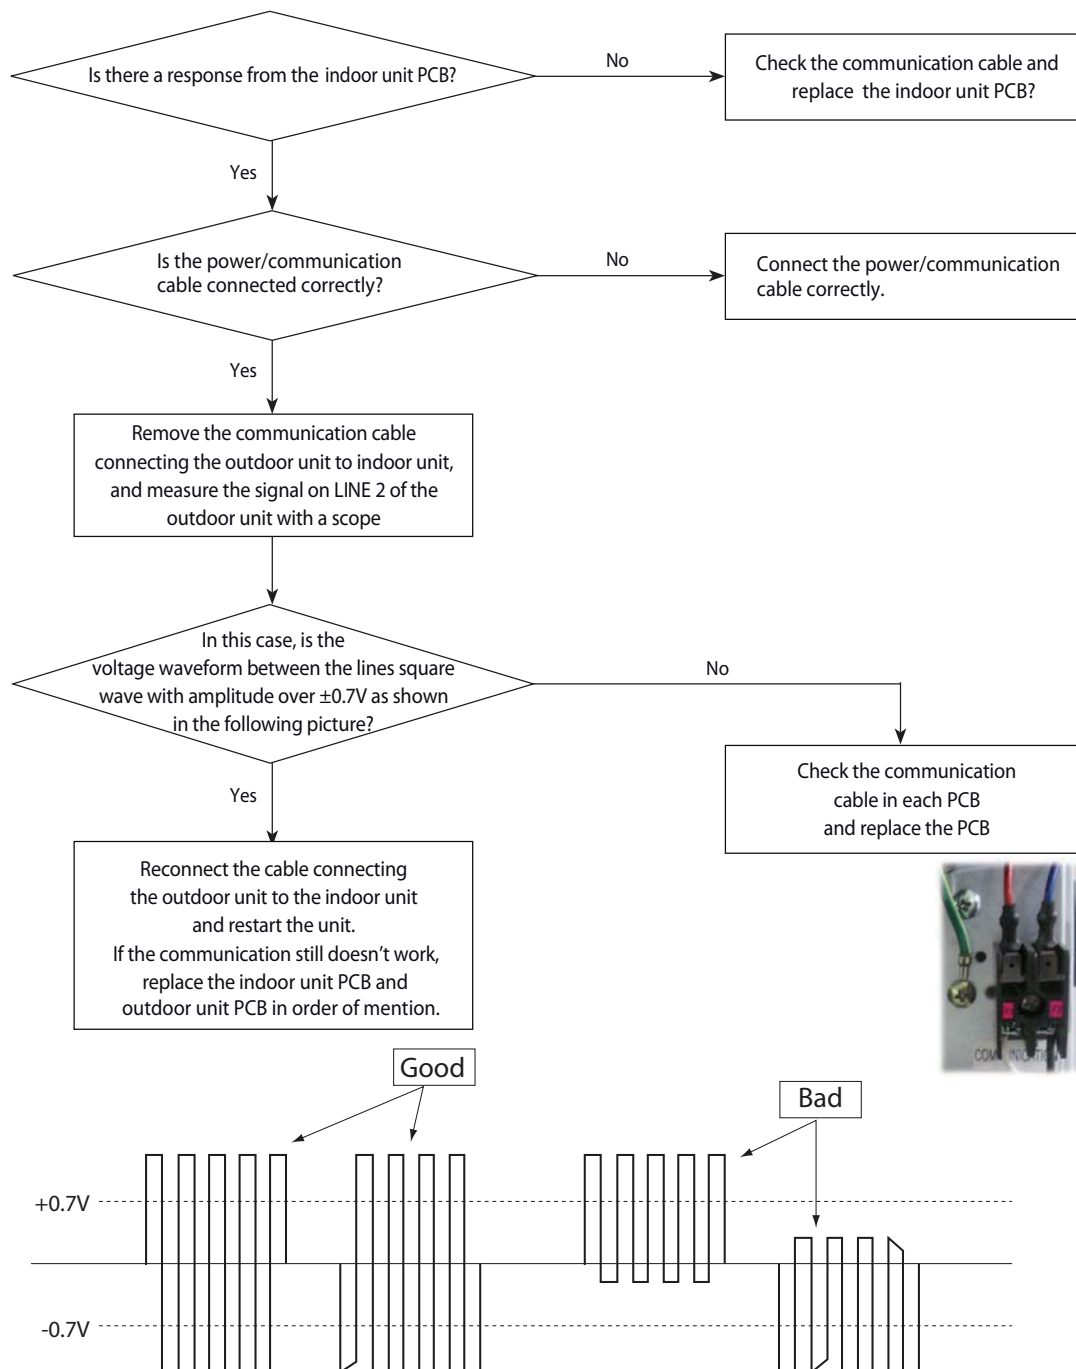 Is there a response from the indoor unit PCB?
No
Check the communication cable and
replace the indoor unit PCB?
Yes
Is the power/communication
cable connected correctly?
No
Connect the power/communication
cable correctly.
Yes
Remove the communication cable
connecting the outdoor unit to indoor unit,
and measure the signal on LINE 2 of the
outdoor unit with a scope
In this case, is the
voltage waveform between the lines square
wave with amplitude over ±0.7V as shown
in the following picture?
No
Check the communication
cable in each PCB
and replace the PCB
Yes
Reconnect the cable connecting
the outdoor unit to the indoor unit
and restart the unit.
If the communication still doesn't work,
replace the indoor unit PCB and
outdoor unit PCB in order of mention.
Good
Bad
+0.7V
-0.7V